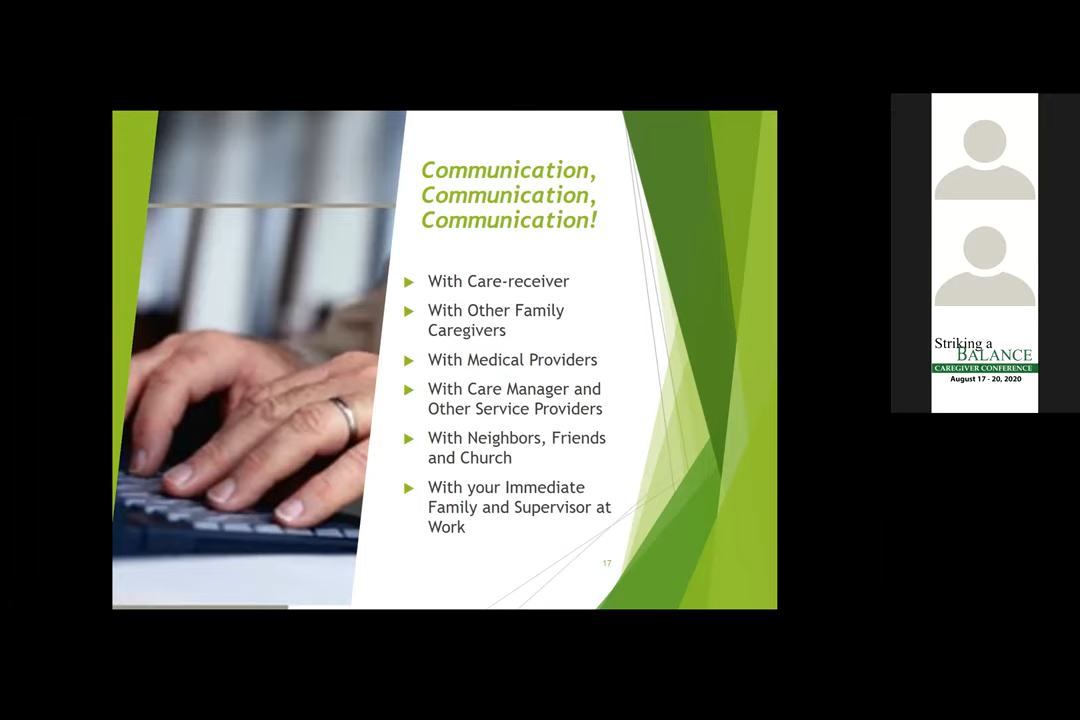 Communication,
Communication,
Communication!
With Care-receiver
With Other Family
Caregivers
With Medical Providers
With Care Manager and
Other Service Providers
With Neighbors, Friends
and Church
With your Immediate
Family and Supervisor at
Work
17
Striking a
BALANCE
CAREGIVER CONFERENCE
August 17 - 20, 2020